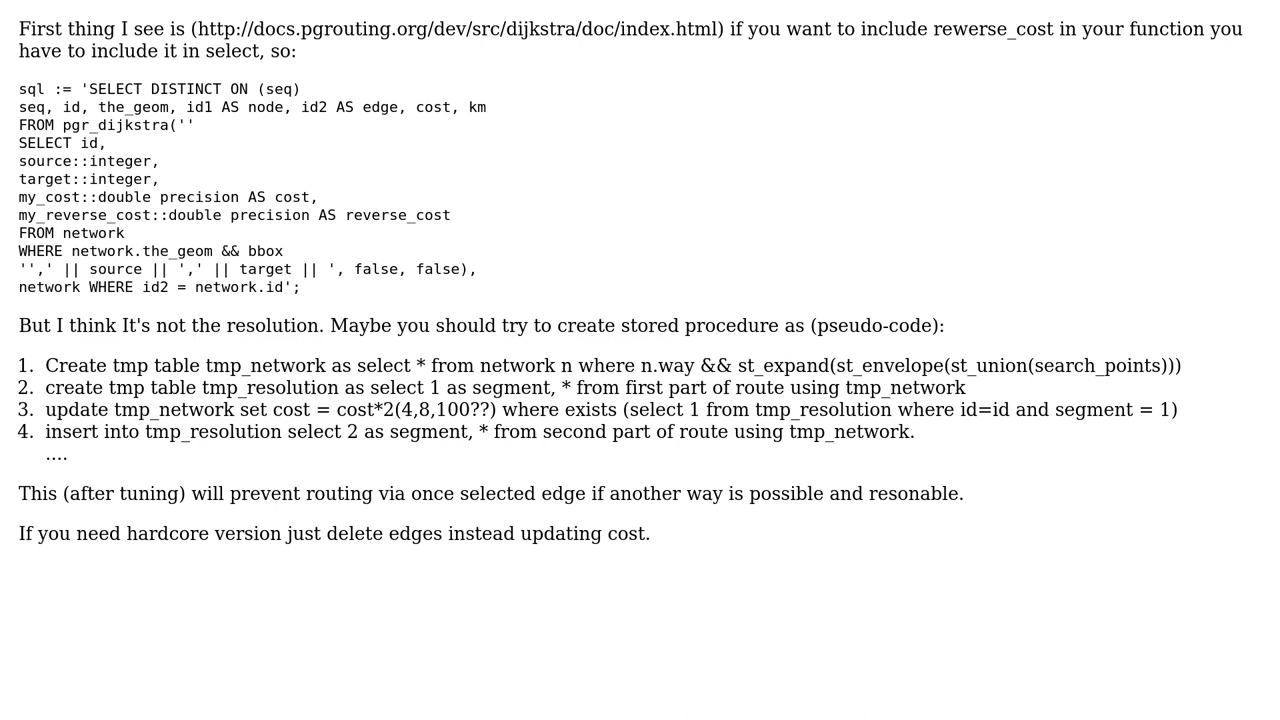 First thing I see is (http://docs.pgrouting.org/dev/src/dijkstra/doc/index.html) if you want to include rewerse_cost in your function you
have to include it in select, so:
sql := 'SELECT DISTINCT ON (seq)
seq, id, the_geom, id1 AS node, id2 AS edge, cost, km
FROM pgr_dijkstra(''
SELECT id,
source::integer,
target::integer,
my_cost::double precision AS cost,
my_reverse_cost::double precision AS reverse_cost
FROM network
WHERE network.the_geom && bbox
'',' || source || ',' || target || ', false, false),
network WHERE id2 = network.id';
But I think It's not the resolution. Maybe you should try to create stored procedure as (pseudo-code):
1. Create tmp table tmp_network as select * from network n where n.way && st_expand(st_envelope(st_union(search_points)))
2. create tmp table tmp_resolution as select 1 as segment, * from first part of route using tmp_network
3. update tmp_network set cost = cost*2(4,8,100??) where exists (select 1 from tmp_resolution where id=id and segment = 1)
4. insert into tmp_resolution select 2 as segment, * from second part of route using tmp_network.
....
This (after tuning) will prevent routing via once selected edge if another way is possible and resonable.
If you need hardcore version just delete edges instead updating cost.